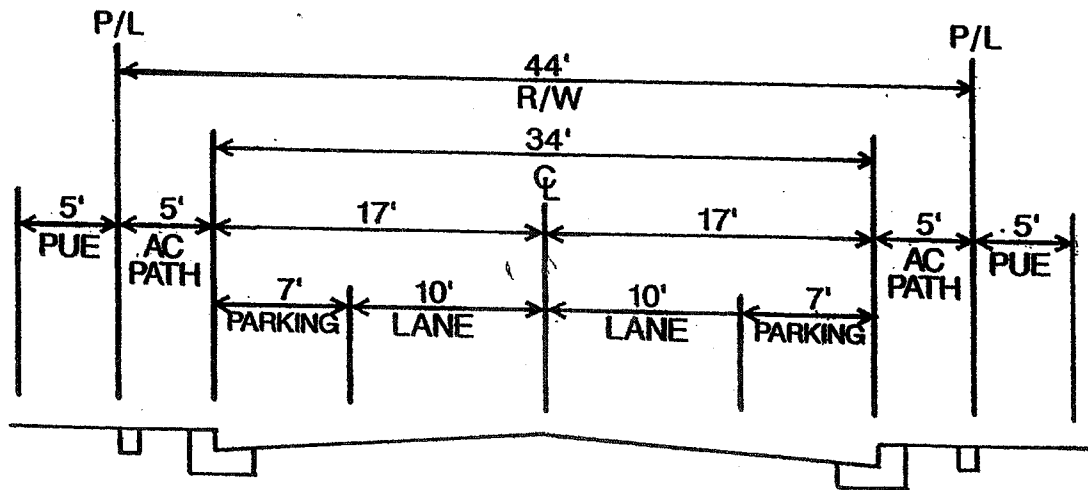 P/L
P/L
44'
R/W
34'
℄
5'
PUE
5'
AC
PATH
17'
17'
5'
AC
PATH
5'
PUE
7'
PARKING
10'
LANE
10'
LANE
7'
PARKING